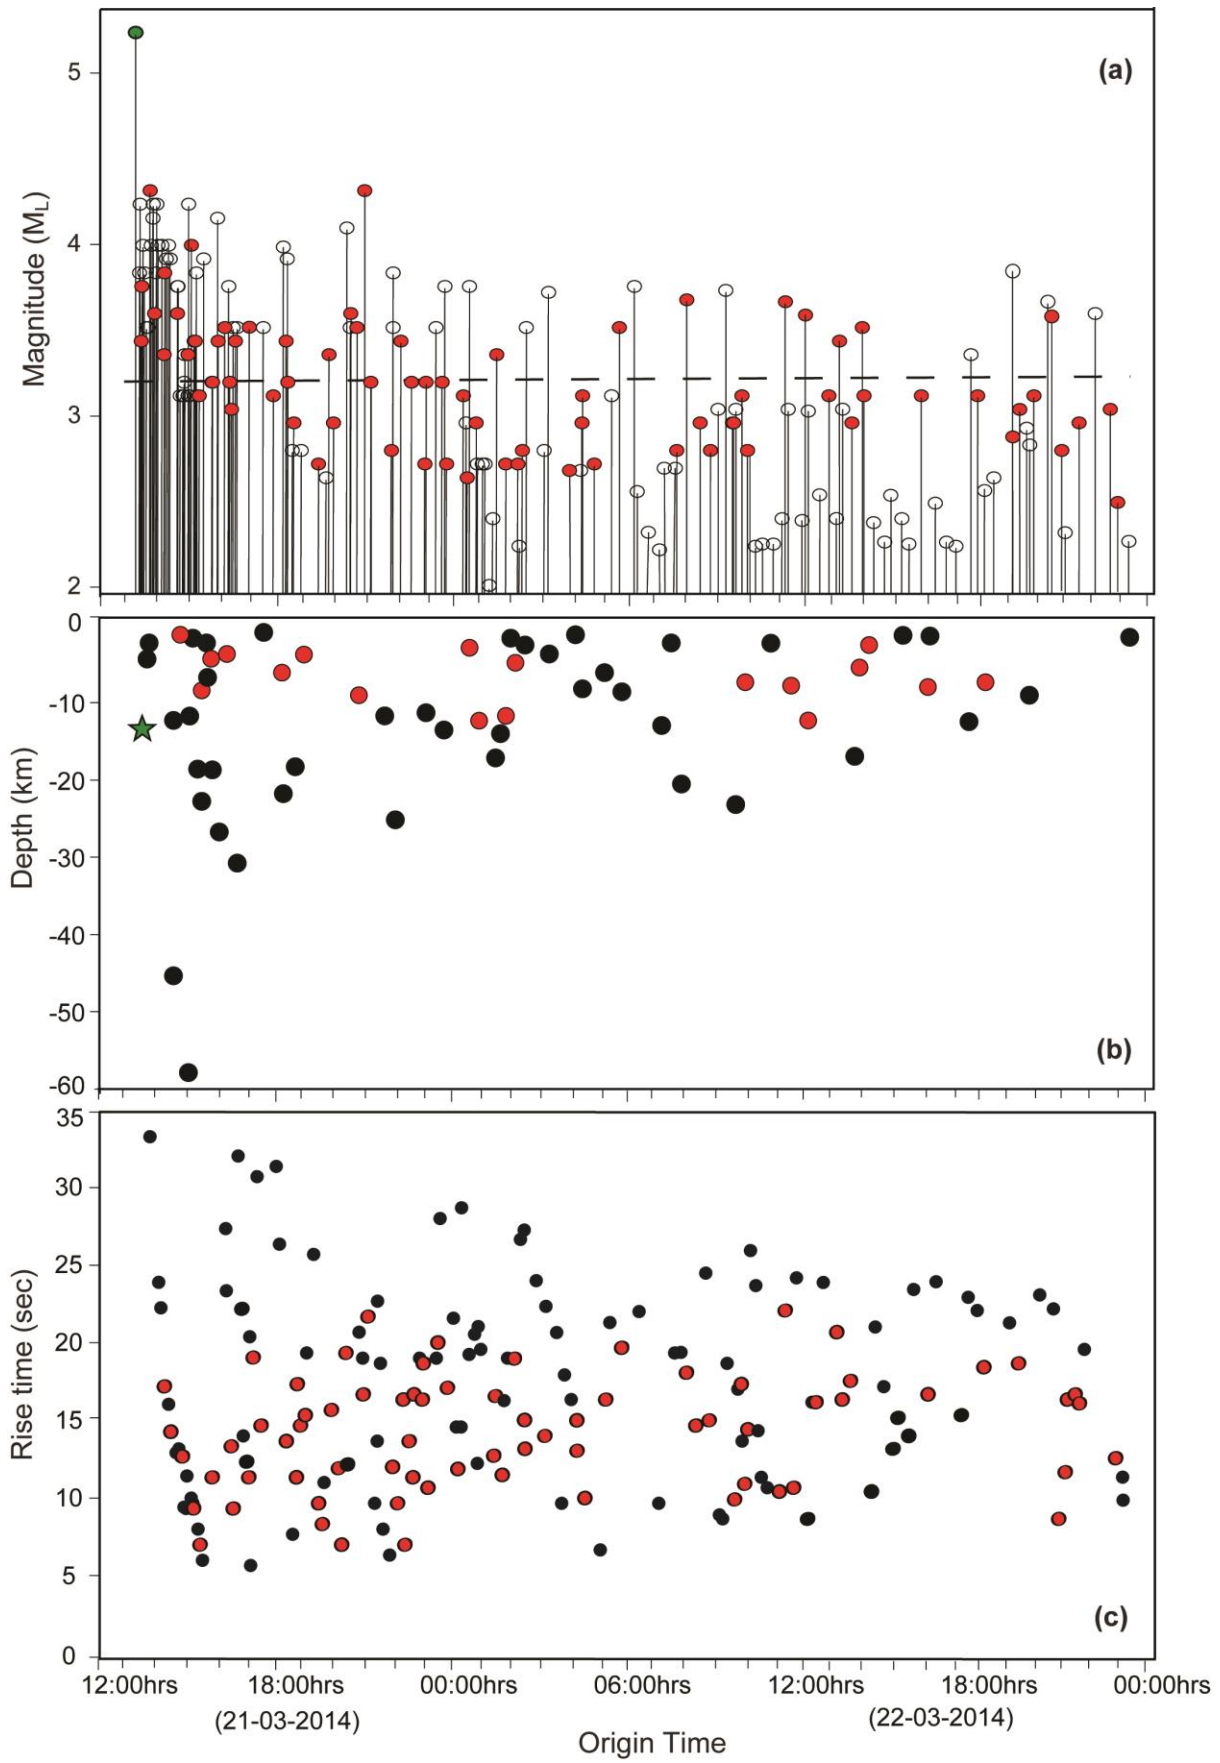 (a)
5
4
3
2
Magnitude (M_L)
0
-10
-20
-30
-40
-50
-60
Depth (km)
(b)
35
30
25
20
15
10
5
0
Rise time (sec)
(c)
12:00hrs 18:00hrs 00:00hrs 06:00hrs 12:00hrs 18:00hrs 00:00hrs
(21-03-2014) (22-03-2014)
Origin Time